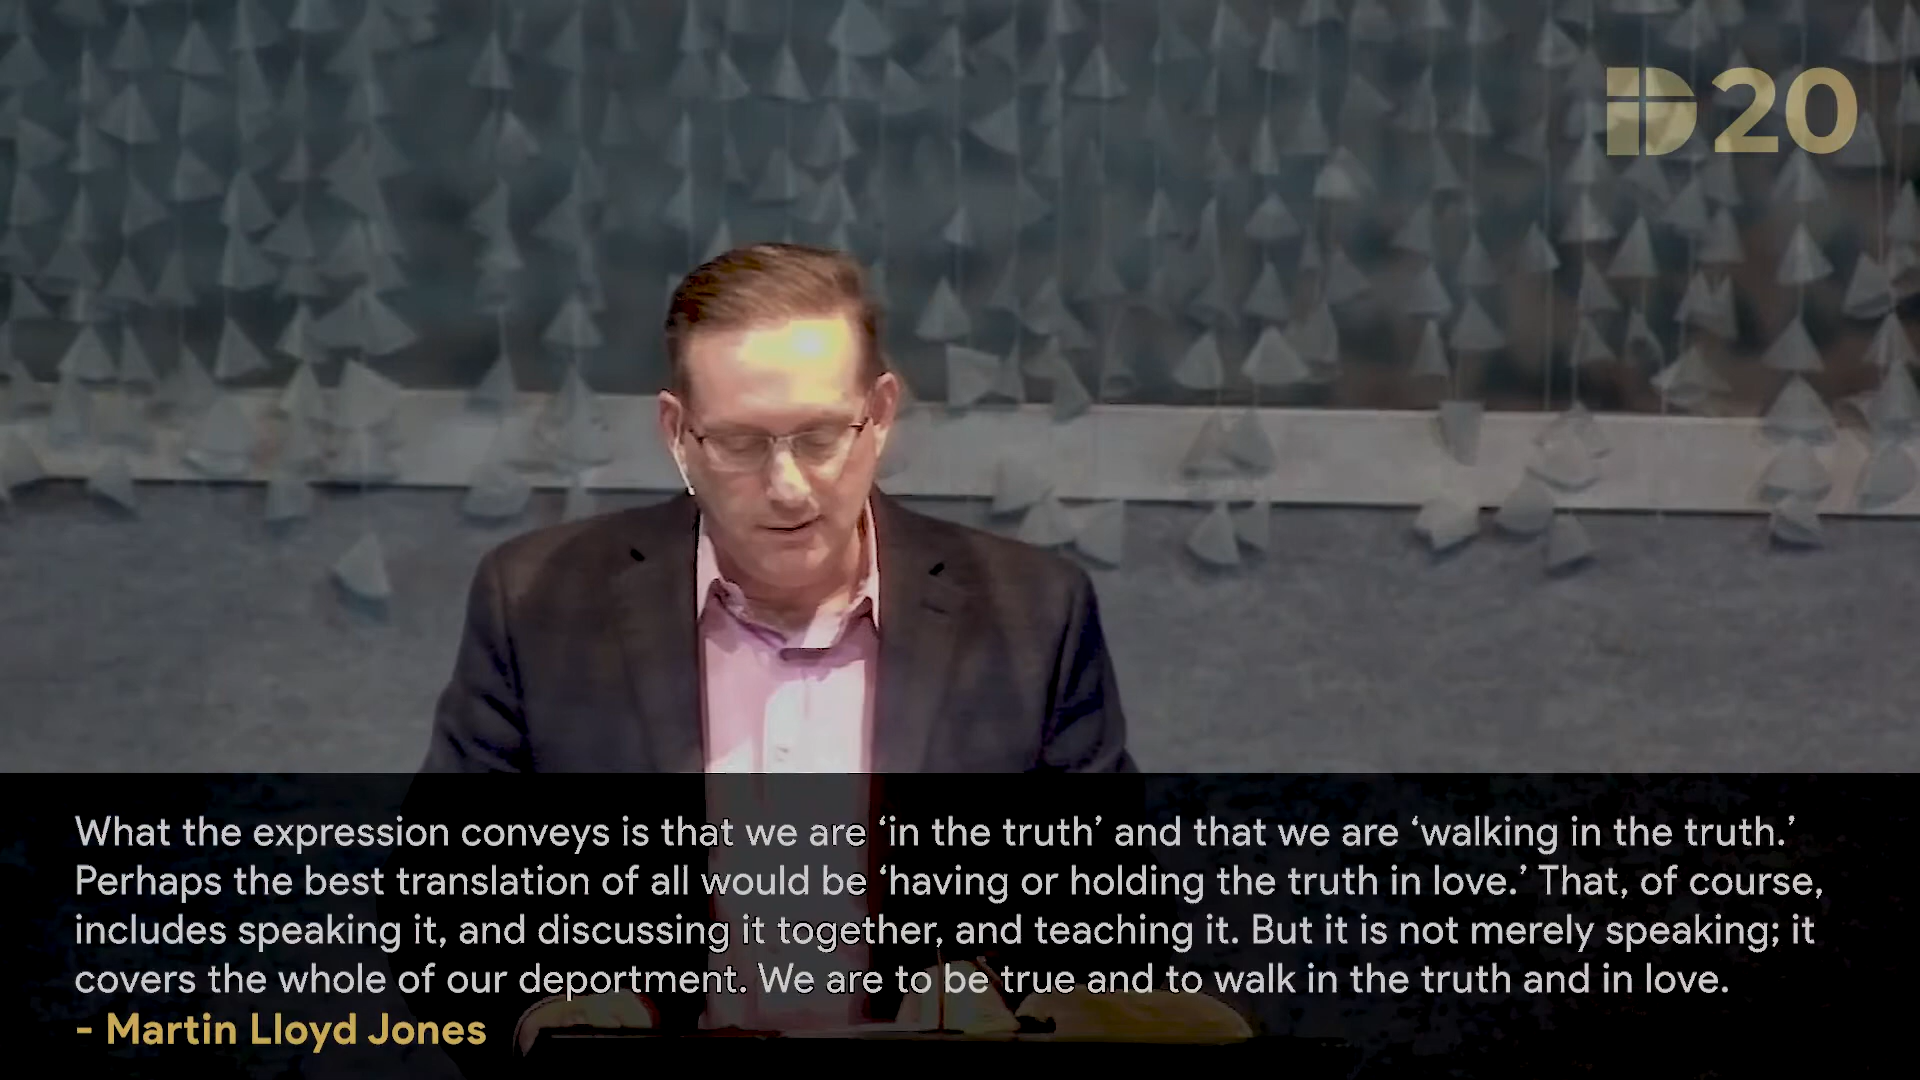 D20
What the expression conveys is that we are ‘in the truth’ and that we are ‘walking in the truth.’
Perhaps the best translation of all would be ‘having or holding the truth in love.’ That, of course,
includes speaking it, and discussing it together, and teaching it. But it is not merely speaking; it
covers the whole of our deportment. We are to be true and to walk in the truth and in love.
- Martin Lloyd Jones